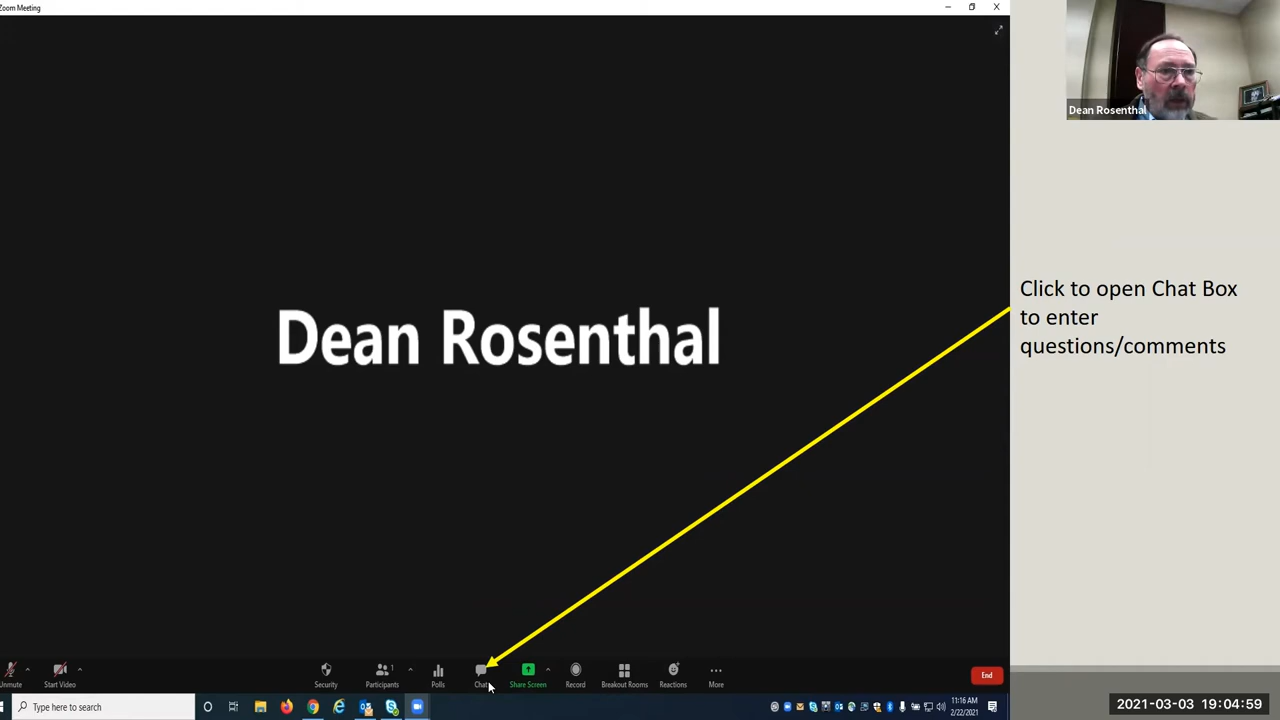 Zoom Meeting
Dean Rosenthal
Click to open Chat Box
to enter
questions/comments
Dean Rosenthal
Unmute
Start Video
Security
Participants
1
Polls
Chat
Share Screen
Record
Breakout Rooms
Reactions
More
End
Type here to search
11:16 AM
2/22/2021
2021-03-03 19:04:59